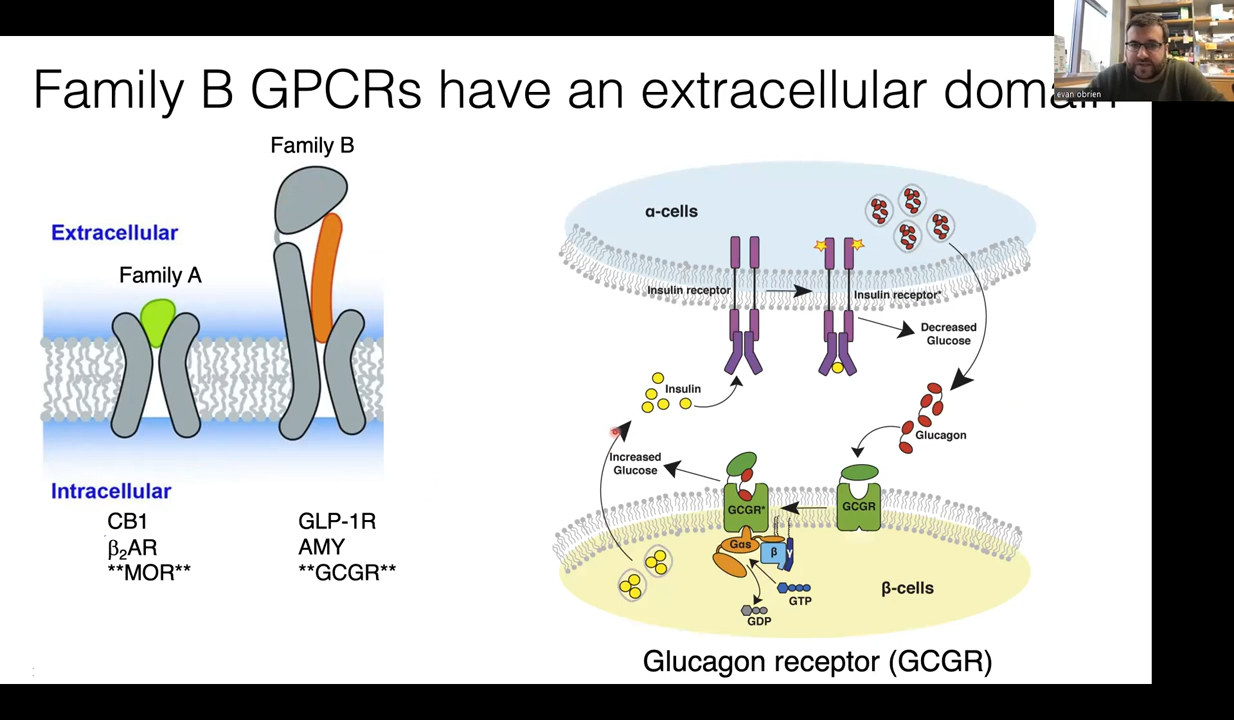 Family B GPCRs have an extracellular domain
evan obrien
Family B
Extracellular
Family A
Intracellular
CB1
β₂AR
**MOR**
GLP-1R
AMY
**GCGR**
α-cells
Insulin receptor
Insulin receptor*
Decreased
Glucose
Insulin
Glucagon
Increased
Glucose
GCGR*
GCGR
Gαs
β
γ
GTP
GDP
β-cells
Glucagon receptor (GCGR)